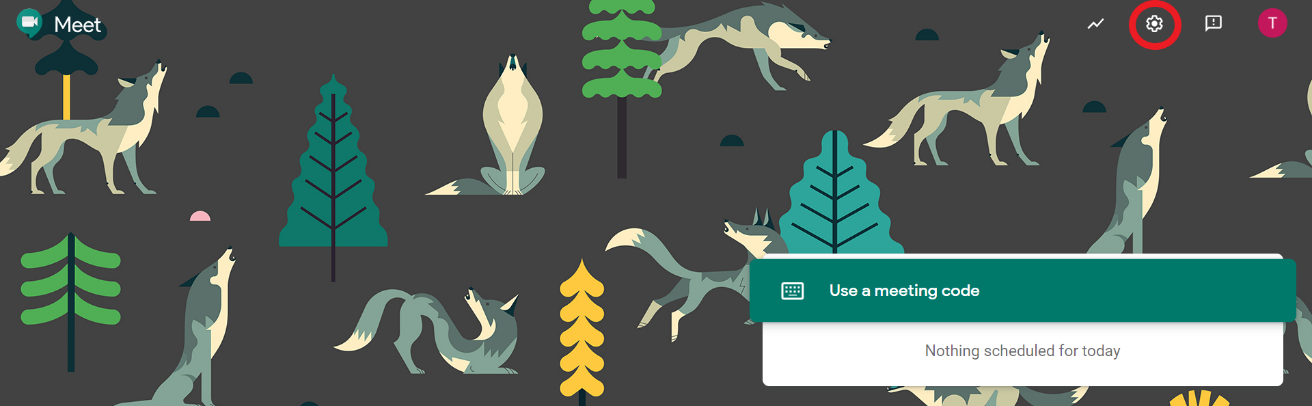 Meet
T
Use a meeting code
Nothing scheduled for today